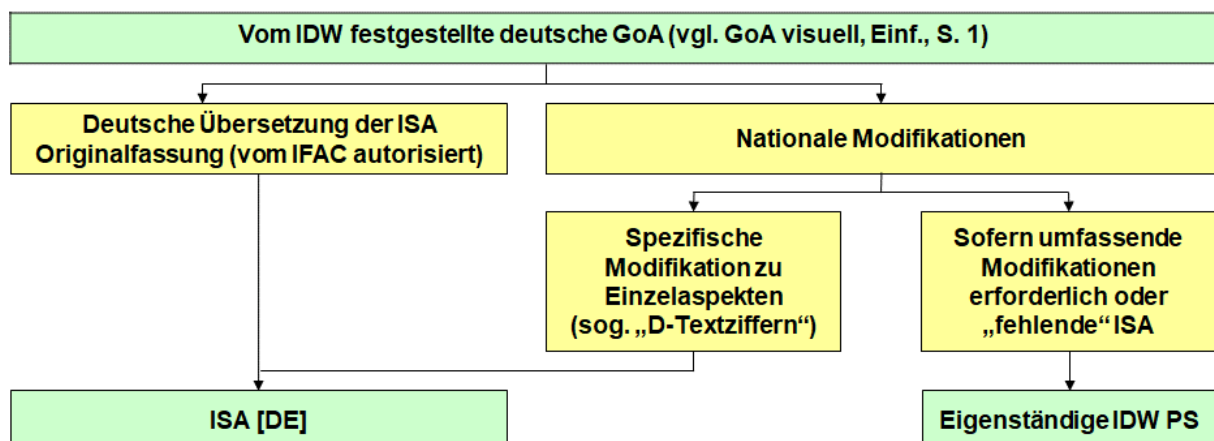 Vom IDW festgestellte deutsche GoA (vgl. GoA visuell, Einf., S. 1)
Deutsche Übersetzung der ISA
Originalfassung (vom IFAC autorisiert)
Nationale Modifikationen
Spezifische
Modifikation zu
Einzelaspekten
(sog. „D-Textziffern“)
Sofern umfassende
Modifikationen
erforderlich oder
„fehlende“ ISA
ISA [DE]
Eigenständige IDW PS